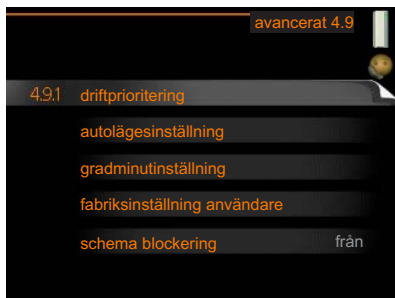 avancerat 4.9
4.9.1 driftprioritering
autolägesinställning
gradminutinställning
fabriksinställning användare
schema blockering från